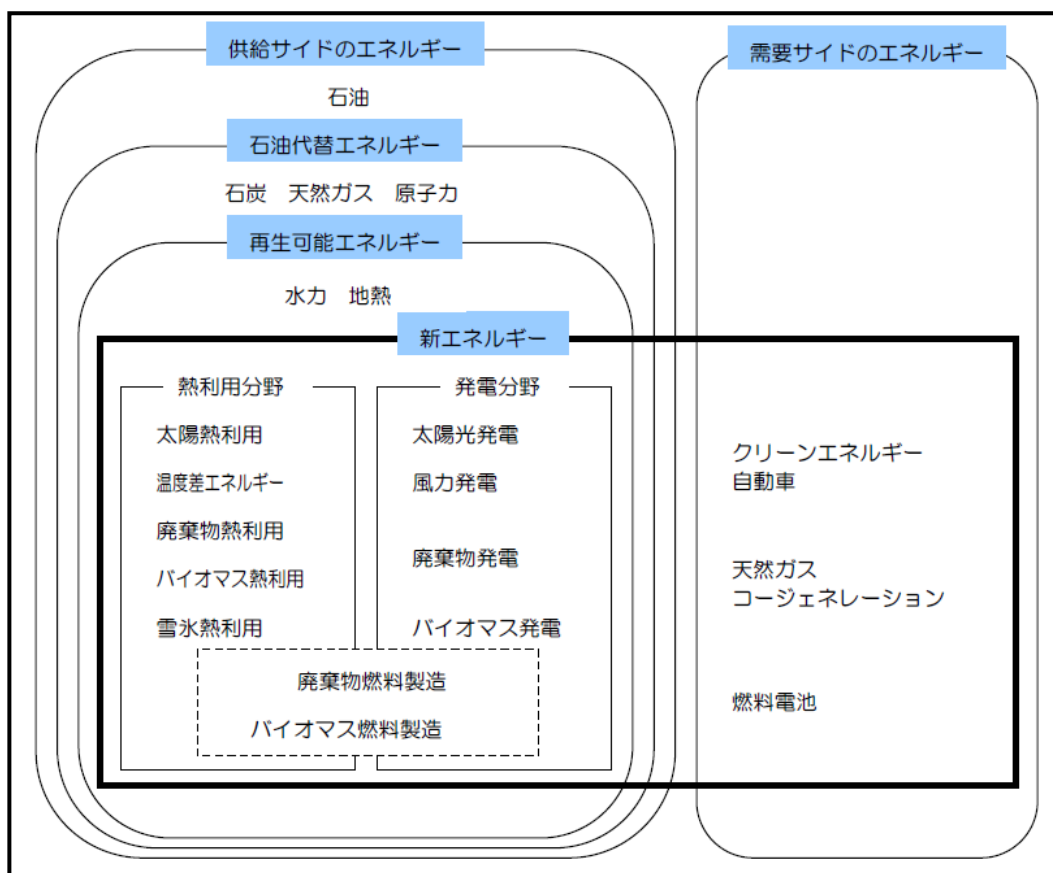 供給サイドのエネルギー
需要サイドのエネルギー
石油
石油代替エネルギー
石炭 天然ガス 原子力
再生可能エネルギー
水力 地熱
新エネルギー
熱利用分野
太陽熱利用
温度差エネルギー
廃棄物熱利用
バイオマス熱利用
雪氷熱利用
発電分野
太陽光発電
風力発電
廃棄物発電
バイオマス発電
廃棄物燃料製造
バイオマス燃料製造
クリーンエネルギー
自動車
天然ガス
コージェネレーション
燃料電池